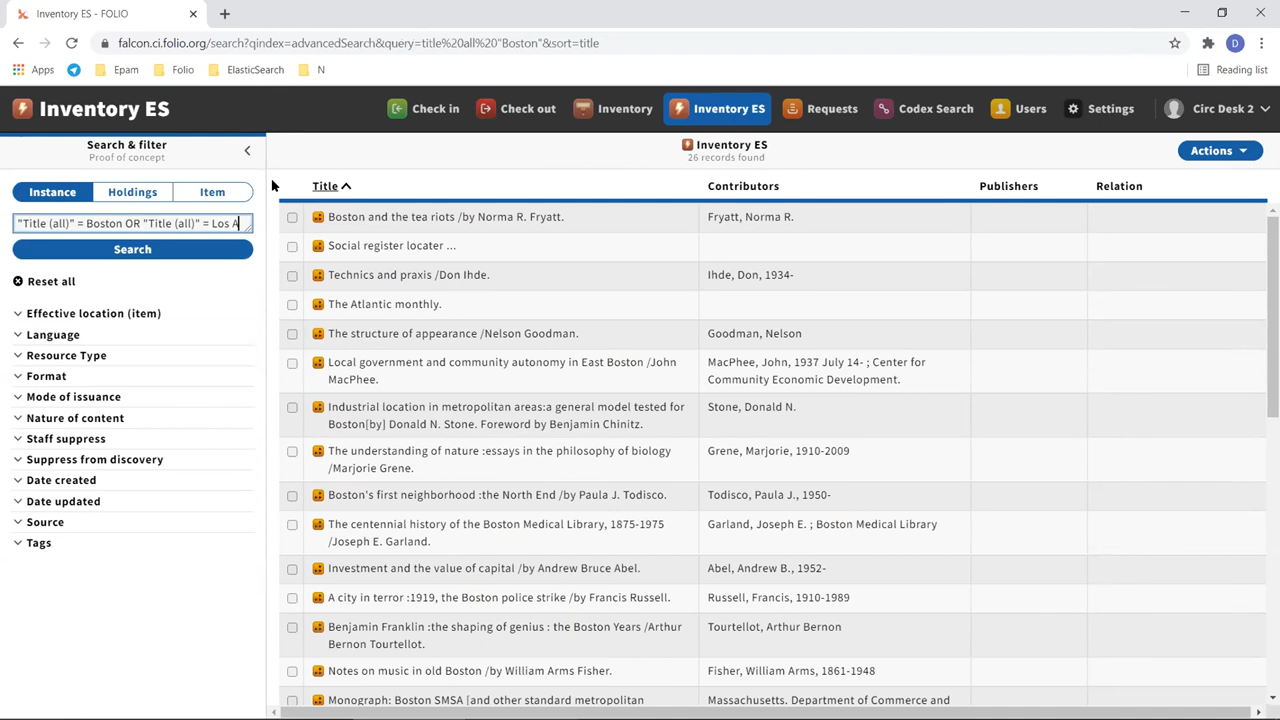 Inventory ES - FOLIO
falcon.ci.folio.org/search?qindex=advancedSearch&query=title%20all%20"Boston"&sort=title
D
Apps
Epam
Folio
ElasticSearch
N
Reading list
Inventory ES
Check in
Check out
Inventory
Inventory ES
Requests
Codex Search
Users
Settings
Circ Desk 2
Search & filter
Proof of concept
Inventory ES
26 records found
Actions
Instance
Holdings
Item
"Title (all)" = Boston OR "Title (all)" = Los A
Search
Reset all
Effective location (item)
Language
Resource Type
Format
Mode of issuance
Nature of content
Staff suppress
Suppress from discovery
Date created
Date updated
Source
Tags
Title
Contributors
Publishers
Relation
Boston and the tea riots /by Norma R. Fryatt.
Fryatt, Norma R.
Social register locater ...
Technics and praxis /Don Ihde.
Ihde, Don, 1934-
The Atlantic monthly.
The structure of appearance /Nelson Goodman.
Goodman, Nelson
Local government and community autonomy in East Boston /John
MacPhee.
MacPhee, John, 1937 July 14- ; Center for
Community Economic Development.
Industrial location in metropolitan areas:a general model tested for
Boston[by] Donald N. Stone. Foreword by Benjamin Chinitz.
Stone, Donald N.
The understanding of nature :essays in the philosophy of biology
/Marjorie Grene.
Grene, Marjorie, 1910-2009
Boston's first neighborhood :the North End /by Paula J. Todisco.
Todisco, Paula J., 1950-
The centennial history of the Boston Medical Library, 1875-1975
/Joseph E. Garland.
Garland, Joseph E. ; Boston Medical Library
Investment and the value of capital /by Andrew Bruce Abel.
Abel, Andrew B., 1952-
A city in terror :1919, the Boston police strike /by Francis Russell.
Russell, Francis, 1910-1989
Benjamin Franklin :the shaping of genius : the Boston Years /Arthur
Bernon Tourtellot.
Tourtellot, Arthur Bernon
Notes on music in old Boston /by William Arms Fisher.
Fisher, William Arms, 1861-1948
Monograph: Boston SMSA [and other standard metropolitan
Massachusetts. Department of Commerce and